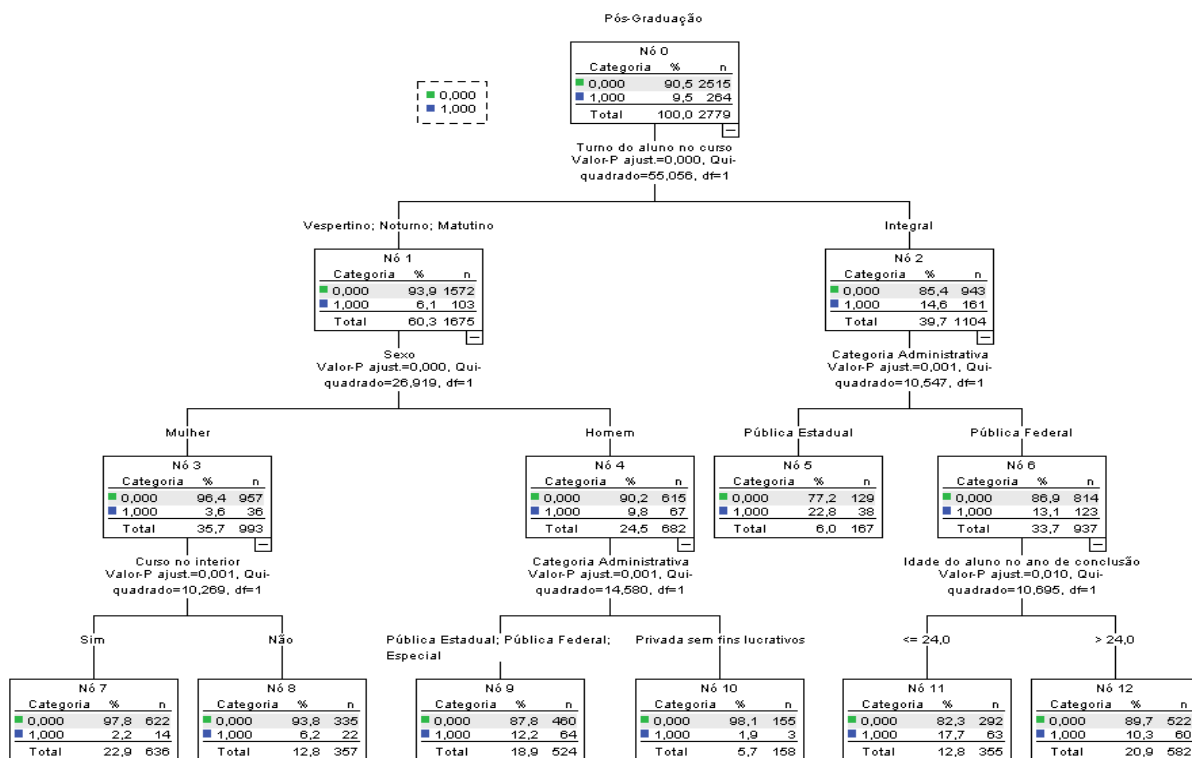 Pós-Graduação
Nó 0
Categoria % n
0,000 90,5 2515
1,000 9,5 264
Total 100,0 2779
0,000
1,000
Turno do aluno no curso
Valor-P ajust.=0,000, Qui-
quadrado=55,056, df=1
Vespertino; Noturno; Matutino
Integral
Nó 1
Categoria % n
0,000 93,9 1572
1,000 6,1 103
Total 60,3 1675
Nó 2
Categoria % n
0,000 85,4 943
1,000 14,6 161
Total 39,7 1104
Sexo
Valor-P ajust.=0,000, Qui-
quadrado=26,919, df=1
Categoria Administrativa
Valor-P ajust.=0,001, Qui-
quadrado=10,547, df=1
Mulher
Homem
Pública Estadual
Pública Federal
Nó 3
Categoria % n
0,000 96,4 957
1,000 3,6 36
Total 35,7 993
Nó 4
Categoria % n
0,000 90,2 615
1,000 9,8 67
Total 24,5 682
Nó 5
Categoria % n
0,000 77,2 129
1,000 22,8 38
Total 6,0 167
Nó 6
Categoria % n
0,000 86,9 814
1,000 13,1 123
Total 33,7 937
Curso no interior
Valor-P ajust.=0,001, Qui-
quadrado=10,269, df=1
Categoria Administrativa
Valor-P ajust.=0,001, Qui-
quadrado=14,580, df=1
Idade do aluno no ano de conclusão
Valor-P ajust.=0,010, Qui-
quadrado=10,695, df=1
Sim
Não
Pública Estadual; Pública Federal;
Especial
Privada sem fins lucrativos
<= 24,0
> 24,0
Nó 7
Categoria % n
0,000 97,8 622
1,000 2,2 14
Total 22,9 636
Nó 8
Categoria % n
0,000 93,8 335
1,000 6,2 22
Total 12,8 357
Nó 9
Categoria % n
0,000 87,8 460
1,000 12,2 64
Total 18,9 524
Nó 10
Categoria % n
0,000 98,1 155
1,000 1,9 3
Total 5,7 158
Nó 11
Categoria % n
0,000 82,3 292
1,000 17,7 63
Total 12,8 355
Nó 12
Categoria % n
0,000 89,7 522
1,000 10,3 60
Total 20,9 582